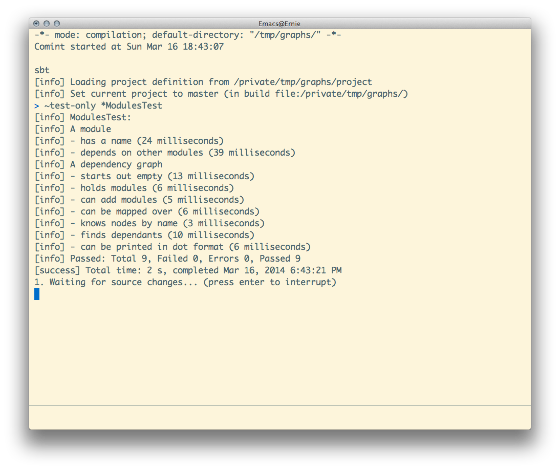 Emacs@Ernie
-*- mode: compilation; default-directory: "/tmp/graphs/" -*-
Comint started at Sun Mar 16 18:43:07
sbt
[info] Loading project definition from /private/tmp/graphs/project
[info] Set current project to master (in build file:/private/tmp/graphs/)
> ~test-only *ModulesTest
[info] ModulesTest:
[info] A module
[info] - has a name (24 milliseconds)
[info] - depends on other modules (39 milliseconds)
[info] A dependency graph
[info] - starts out empty (13 milliseconds)
[info] - holds modules (6 milliseconds)
[info] - can add modules (5 milliseconds)
[info] - can be mapped over (6 milliseconds)
[info] - knows nodes by name (3 milliseconds)
[info] - finds dependants (10 milliseconds)
[info] - can be printed in dot format (6 milliseconds)
[info] Passed: Total 9, Failed 0, Errors 0, Passed 9
[success] Total time: 2 s, completed Mar 16, 2014 6:43:21 PM
1. Waiting for source changes... (press enter to interrupt)